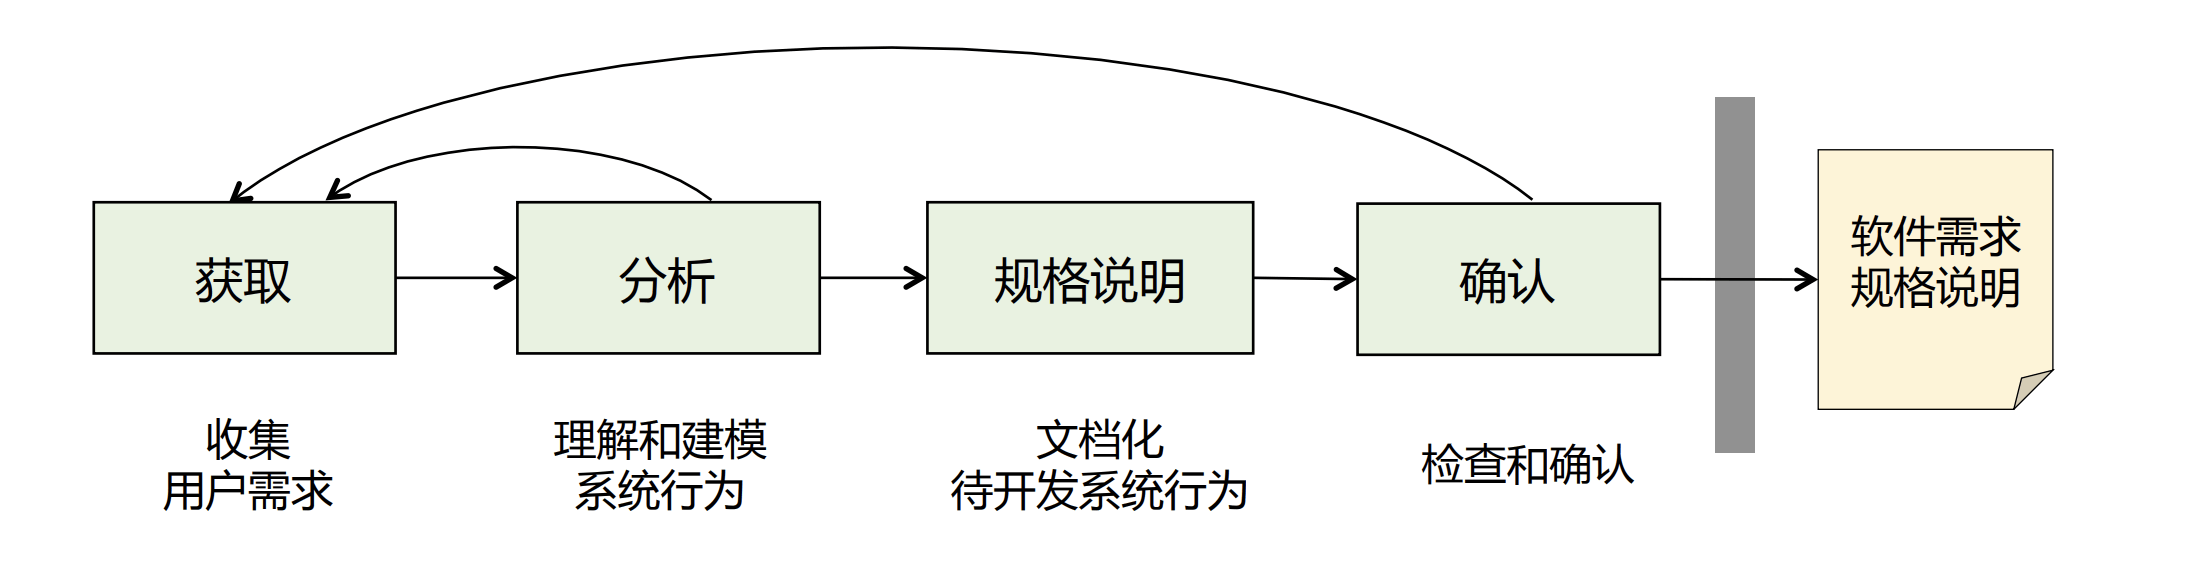 获取
分析
规格说明
确认
软件需求
规格说明
收集
用户需求
理解和建模
系统行为
文档化
待开发系统行为
检查和确认